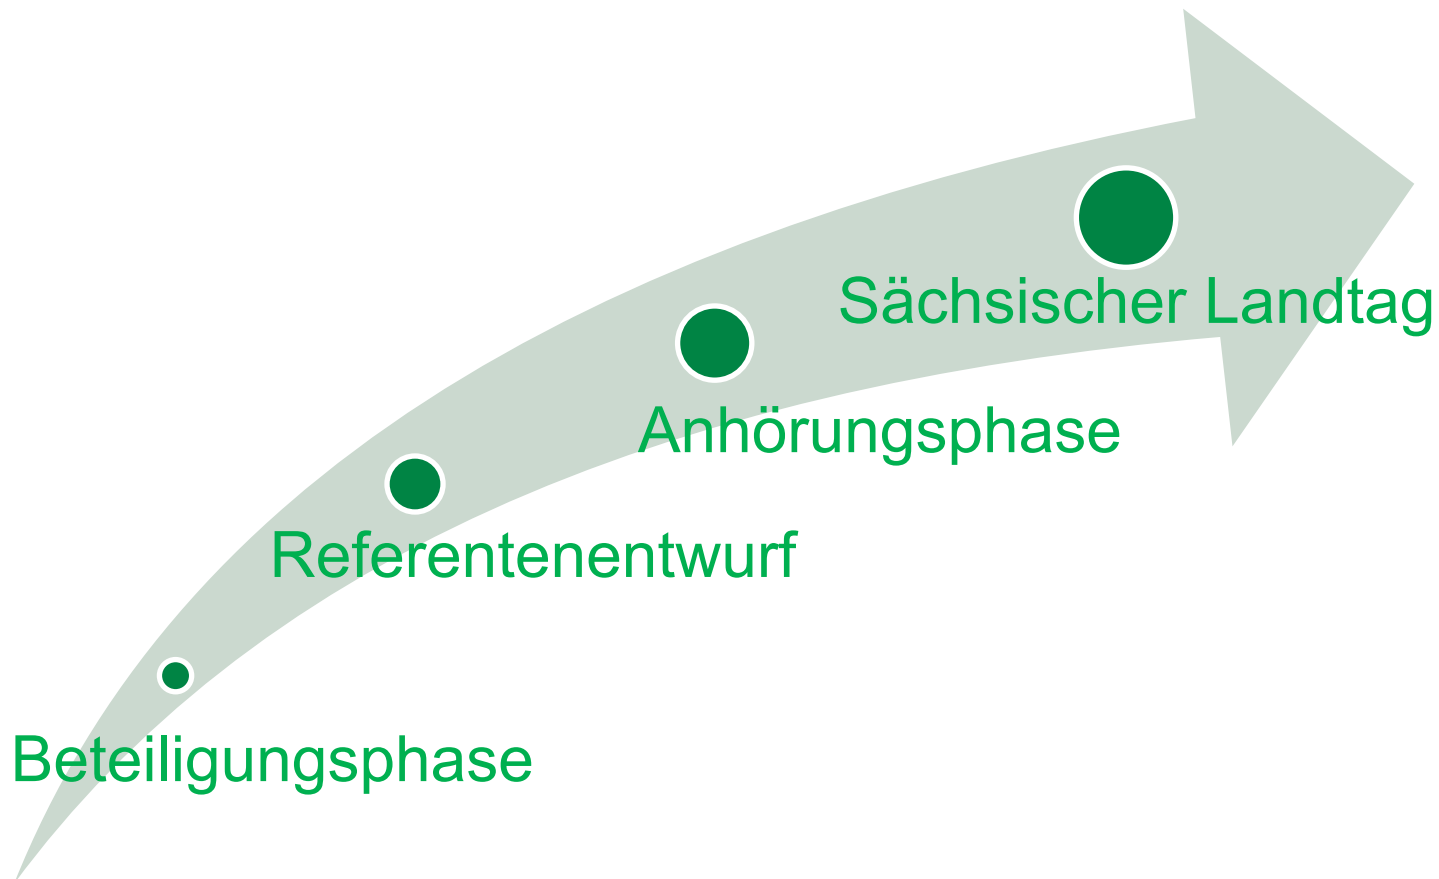 Sächsischer Landtag
Anhörungsphase
Referentenentwurf
Beteiligungsphase